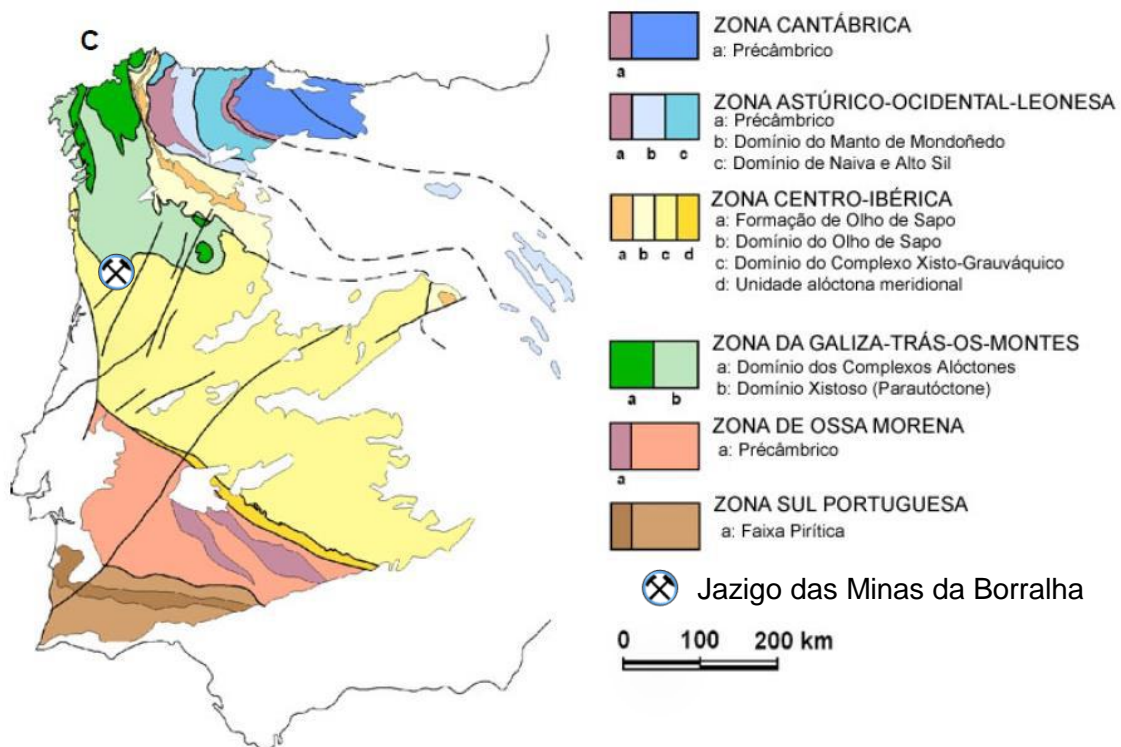 C
ZONA CANTÁBRICA
a: Précâmbrico
a
ZONA ASTÚRICO-OCIDENTAL-LEONESA
a: Précâmbrico
b: Domínio do Manto de Mondoñedo
c: Domínio de Naiva e Alto Sil
a b c
ZONA CENTRO-IBÉRICA
a: Formação de Olho de Sapo
b: Domínio do Olho de Sapo
c: Domínio do Complexo Xisto-Grauváquico
d: Unidade alóctona meridional
a b c d
ZONA DA GALIZA-TRÁS-OS-MONTES
a: Domínio dos Complexos Alóctones
b: Domínio Xistoso (Parautóctone)
a b
ZONA DE OSSA MORENA
a: Précâmbrico
a
ZONA SUL PORTUGUESA
a: Faixa Pirítica
Jazigo das Minas da Borralha
0 100 200 km